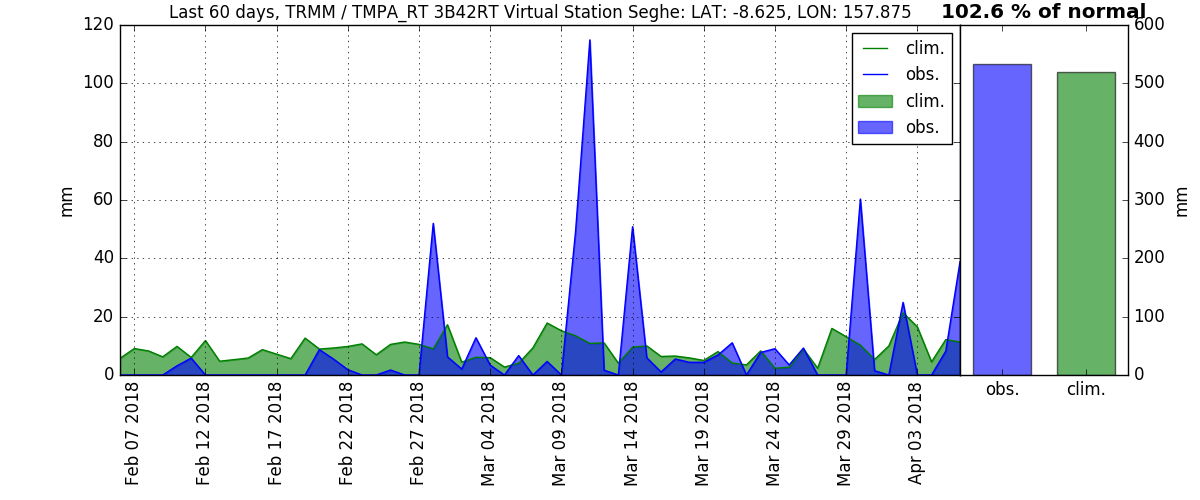 Last 60 days, TRMM / TMPA_RT 3B42RT Virtual Station Seghe: LAT: -8.625, LON: 157.875
102.6 % of normal
120
100
80
60
40
20
0
mm
clim.
obs.
clim.
obs.
600
500
400
300
200
100
0
mm
obs.
clim.
Feb 07 2018
Feb 12 2018
Feb 17 2018
Feb 22 2018
Feb 27 2018
Mar 04 2018
Mar 09 2018
Mar 14 2018
Mar 19 2018
Mar 24 2018
Mar 29 2018
Apr 03 2018